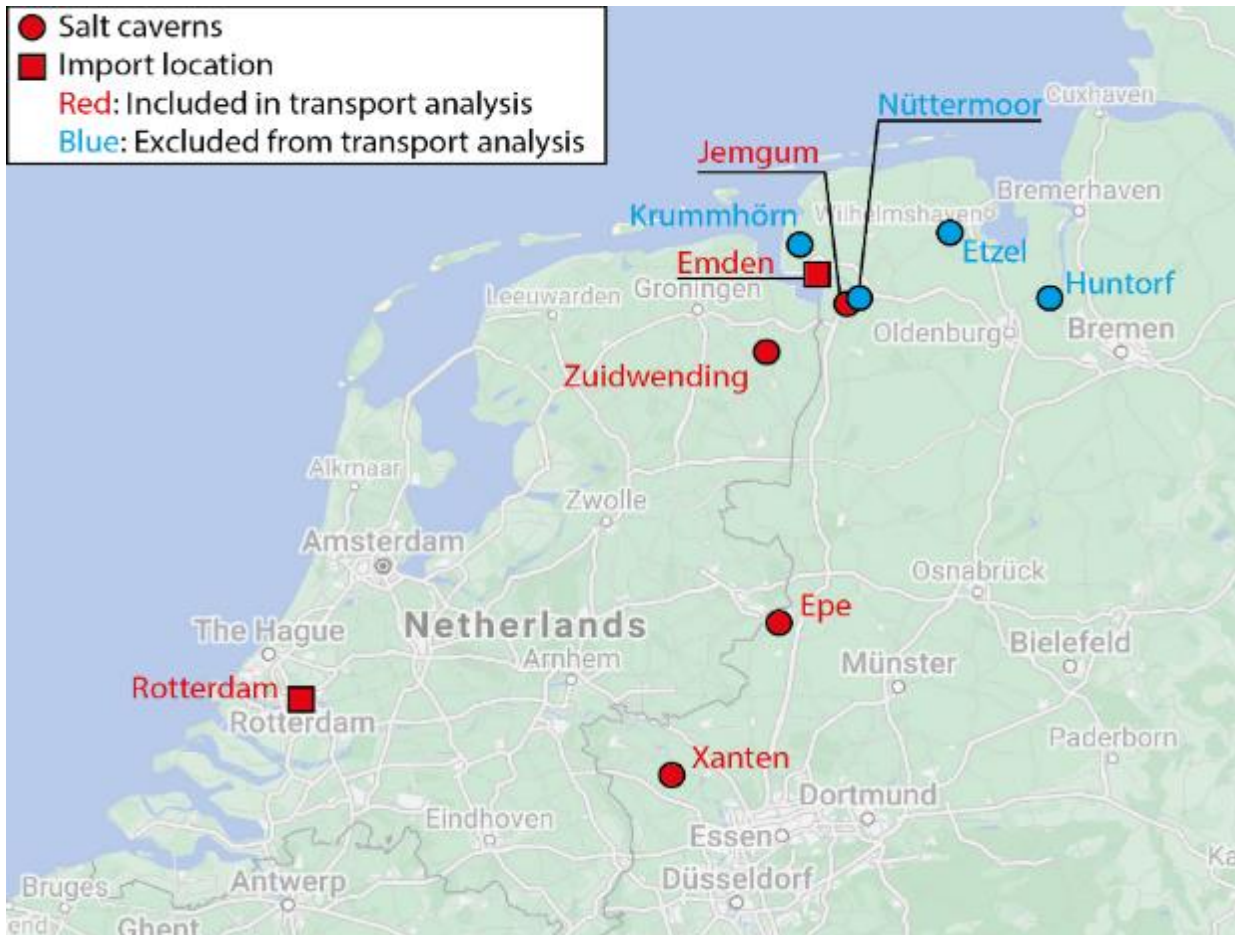 Salt caverns
Import location
Red: Included in transport analysis
Blue: Excluded from transport analysis
Nüttermoor
Cuxhaven
Jemgum
Bremerhaven
Krummhörn
Wilhelmshaven
Etzel
Emden
Huntorf
Leeuwarden
Groningen
Oldenburg
Bremen
Zuidwending
Alkmaar
Zwolle
Amsterdam
Osnabrück
Epe
Netherlands
The Hague
Bielefeld
Arnhem
Münster
Rotterdam
Rotterdam
Paderborn
Xanten
Dortmund
Eindhoven
Essen
Düsseldorf
Bruges
Antwerp
Ghent